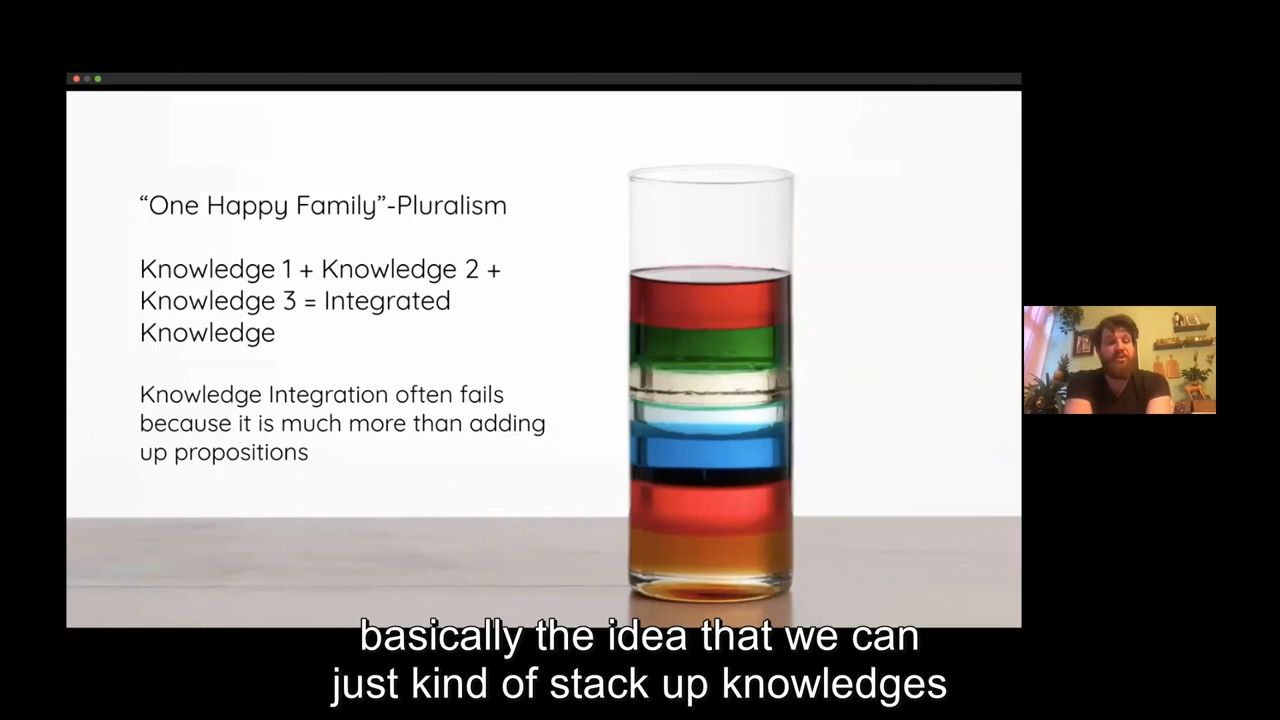 “One Happy Family”-Pluralism
Knowledge 1 + Knowledge 2 +
Knowledge 3 = Integrated
Knowledge
Knowledge Integration often fails
because it is much more than adding
up propositions
basically the idea that we can
just kind of stack up knowledges